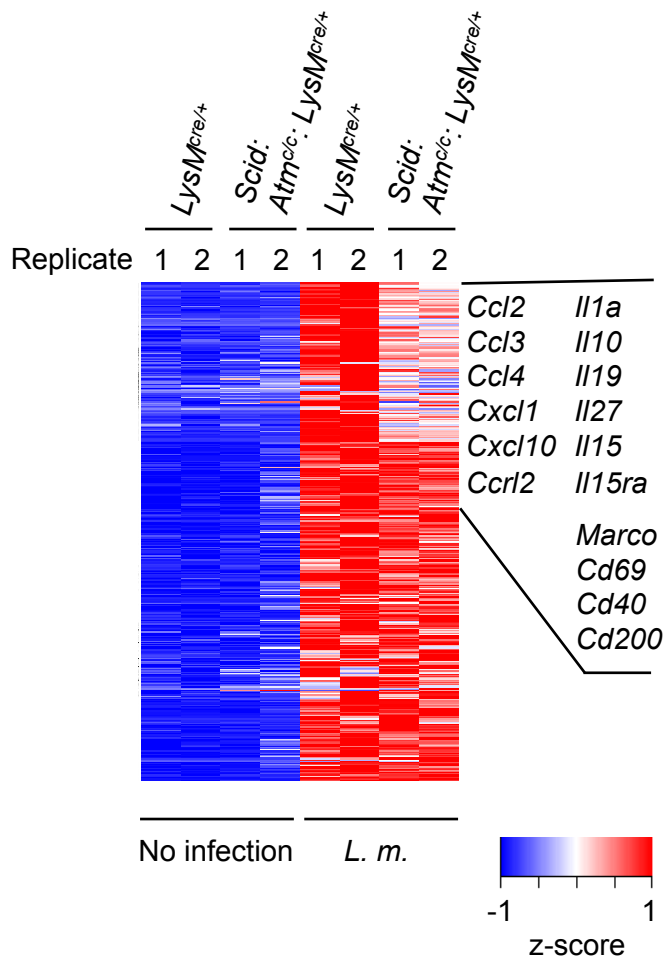 LysMcre/+
Scid:
Atmc/c: LysMcre/+
LysMcre/+
Scid:
Atmc/c: LysMcre/+
Replicate 1 2 1 2 1 2 1 2
Ccl2 Il1a
Ccl3 Il10
Ccl4 Il19
Cxcl1 Il27
Cxcl10 Il15
Ccrl2 Il15ra
Marco
Cd69
Cd40
Cd200
No infection L. m.
-1 1
z-score